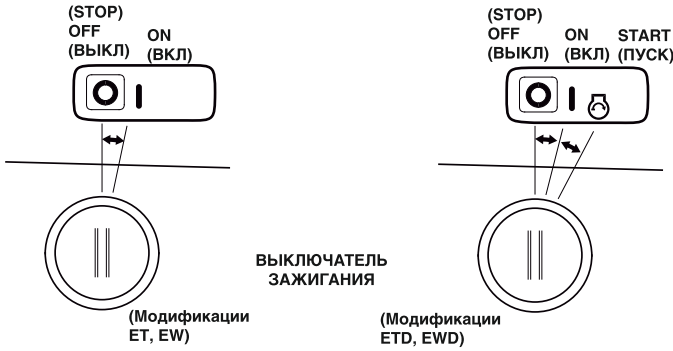 (STOP)
OFF
(ВЫКЛ)
ON
(ВКЛ)
(STOP)
OFF
(ВЫКЛ)
ON
(ВКЛ)
START
(ПУСК)
ВЫКЛЮЧАТЕЛЬ
ЗАЖИГАНИЯ
(Модификации
ET, EW)
(Модификации
ETD, EWD)